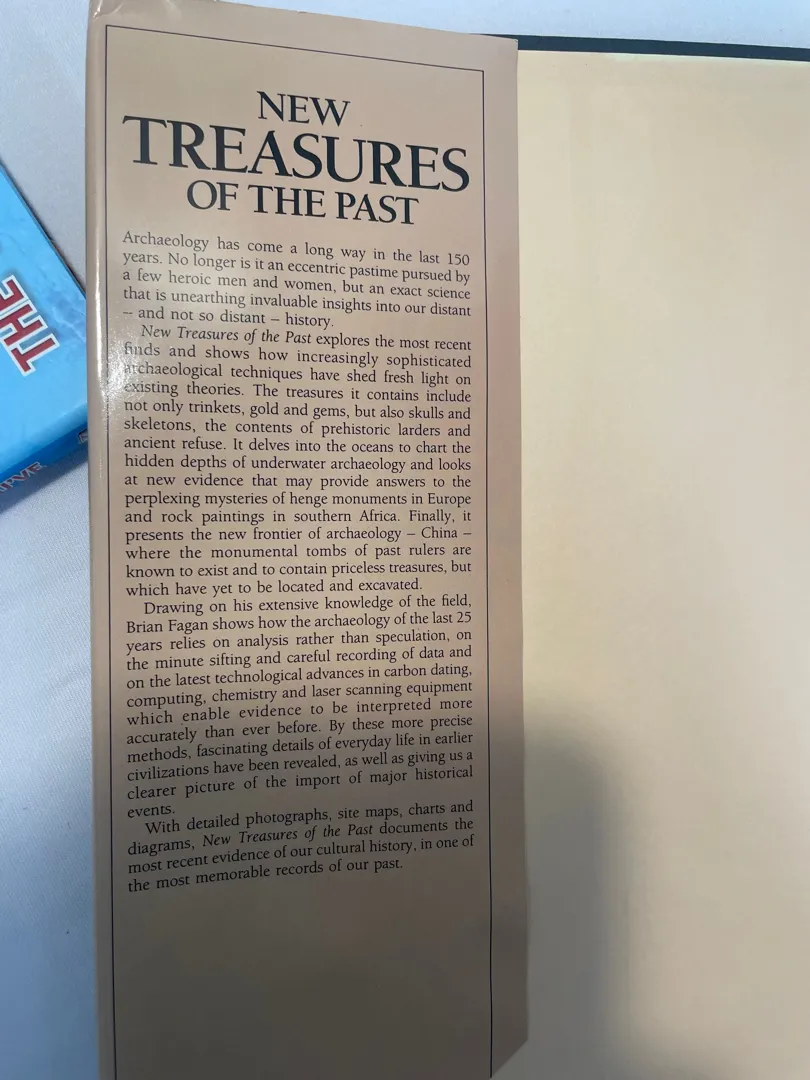 NEW
TREASURES
OF THE PAST
Archaeology has come a long way in the last 150
years. No longer is it an eccentric pastime pursued by
a few heroic men and women, but an exact science
that is unearthing invaluable insights into our distant
– and not so distant – history.
New Treasures of the Past explores the most recent
finds and shows how increasingly sophisticated
archaeological techniques have shed fresh light on
existing theories. The treasures it contains include
not only trinkets, gold and gems, but also skulls and
skeletons, the contents of prehistoric larders and
ancient refuse. It delves into the oceans to chart the
hidden depths of underwater archaeology and looks
at new evidence that may provide answers to the
perplexing mysteries of henge monuments in Europe
and rock paintings in southern Africa. Finally, it
presents the new frontier of archaeology – China –
where the monumental tombs of past rulers are
known to exist and to contain priceless treasures, but
which have yet to be located and excavated.
Drawing on his extensive knowledge of the field,
Brian Fagan shows how the archaeology of the last 25
years relies on analysis rather than speculation, on
the minute sifting and careful recording of data and
on the latest technological advances in carbon dating,
computing, chemistry and laser scanning equipment
which enable evidence to be interpreted more
accurately than ever before. By these more precise
methods, fascinating details of everyday life in earlier
civilizations have been revealed, as well as giving us a
clearer picture of the import of major historical
events.
With detailed photographs, site maps, charts and
diagrams, New Treasures of the Past documents the
most recent evidence of our cultural history, in one of
the most memorable records of our past.
THE